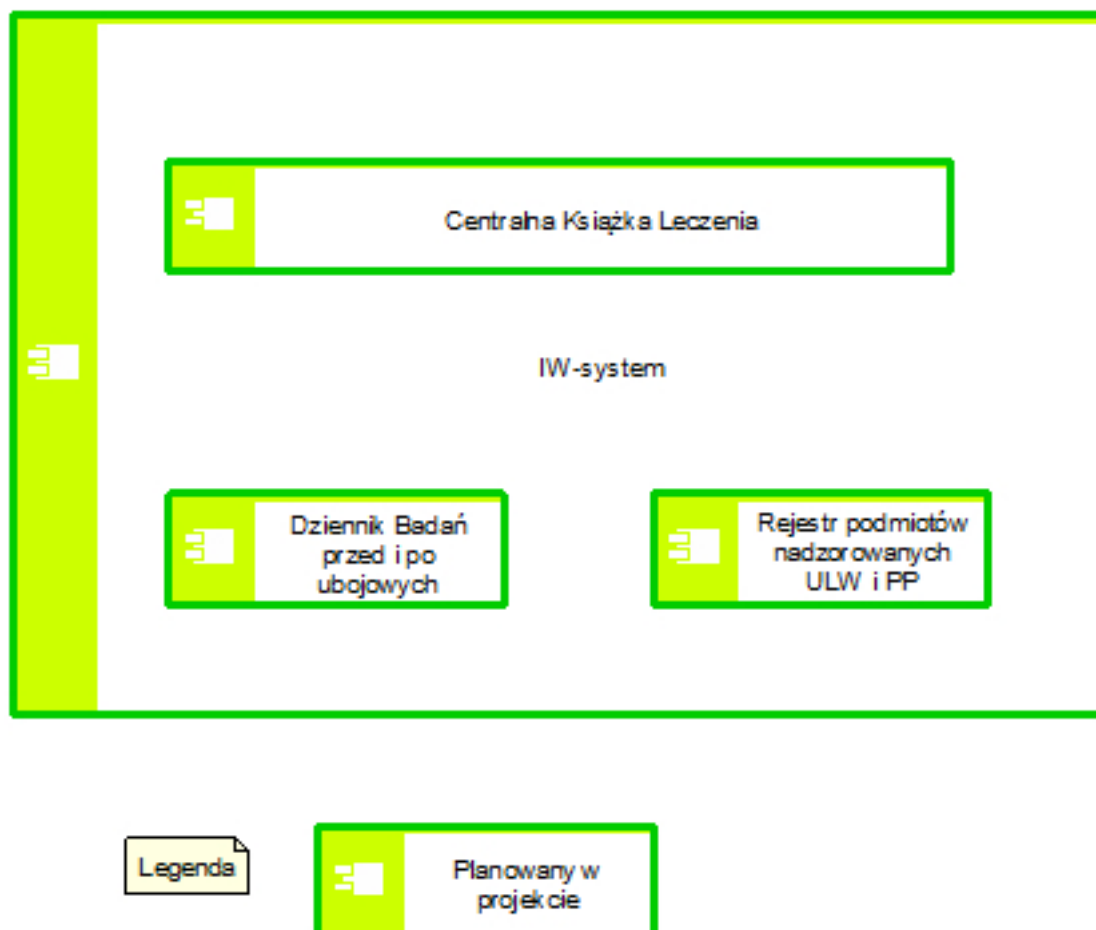 Centralna Książka Leczenia
IW-system
Dziennik Badań
przed i po
ubojowych
Rejestr podmiotów
nadzorowanych
ULW i PP
Legenda
Planowany w
projekcie